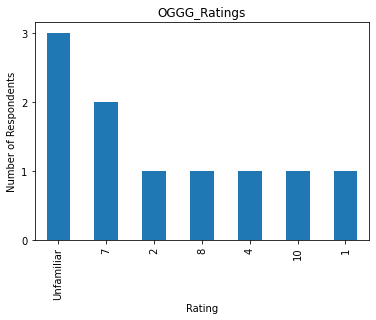 OGGG_Ratings
Number of Respondents
3
2
1
0
Unfamiliar
7
2
8
4
10
1
Rating